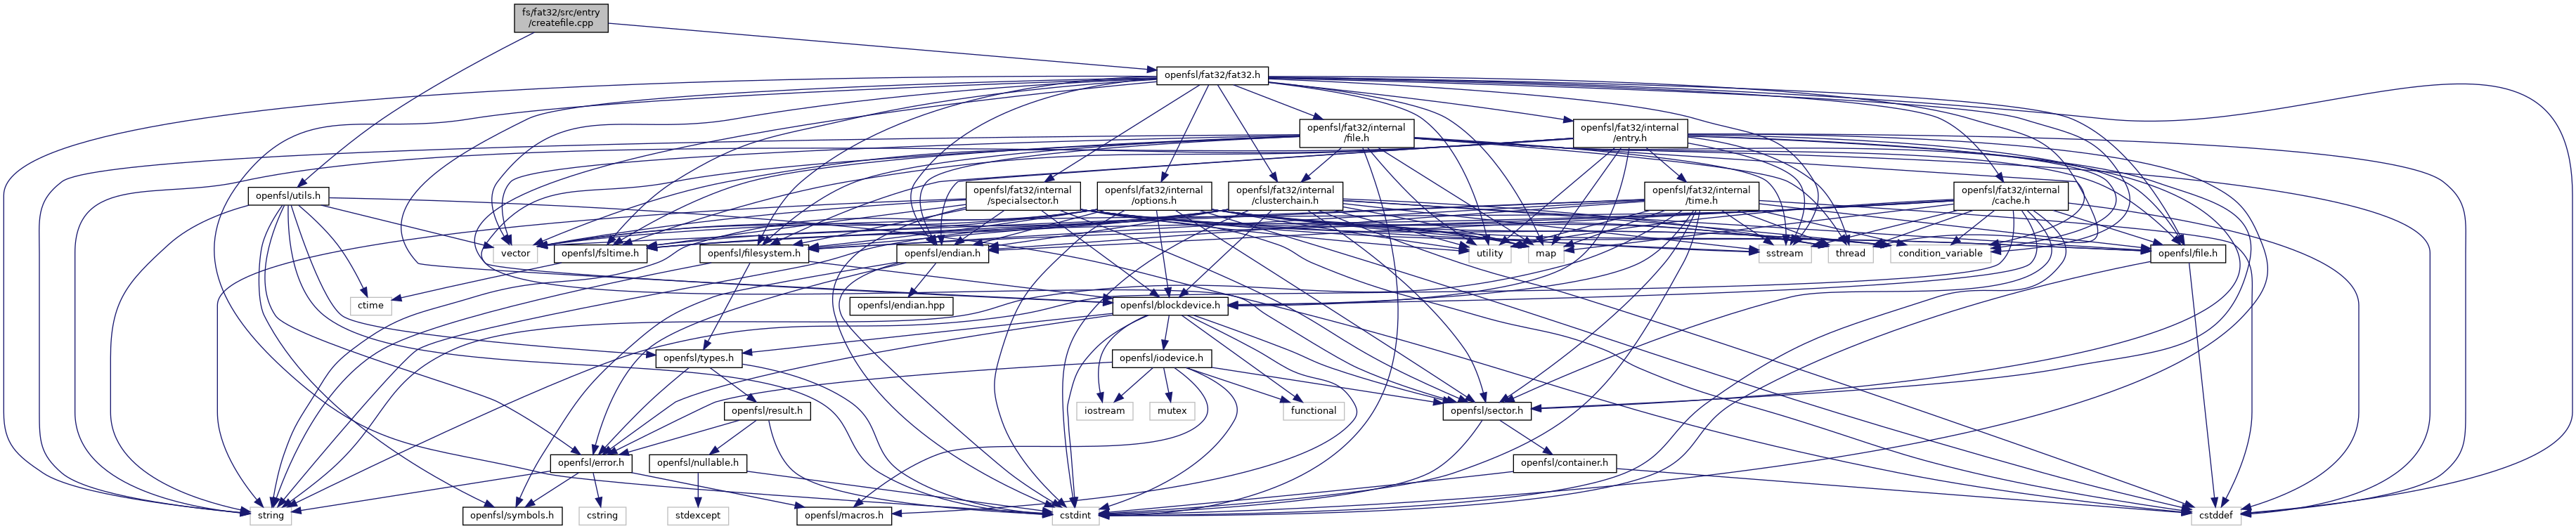 fs/fat32/src/entry
/createfile.cpp
openfsl/fat32/fat32.h
openfsl/fat32/internal
/file.h
openfsl/fat32/internal
/entry.h
openfsl/utils.h
openfsl/fat32/internal
/specialsector.h
openfsl/fat32/internal
/options.h
openfsl/fat32/internal
/clusterchain.h
openfsl/fat32/internal
/time.h
openfsl/fat32/internal
/cache.h
vector
openfsl/fsltime.h
openfsl/filesystem.h
openfsl/endian.h
utility
map
sstream
thread
condition_variable
openfsl/file.h
ctime
openfsl/endian.hpp
openfsl/blockdevice.h
openfsl/types.h
openfsl/iodevice.h
openfsl/result.h
iostream
mutex
functional
openfsl/sector.h
openfsl/error.h
openfsl/nullable.h
openfsl/container.h
string
openfsl/symbols.h
cstring
stdexcept
openfsl/macros.h
cstdint
cstddef